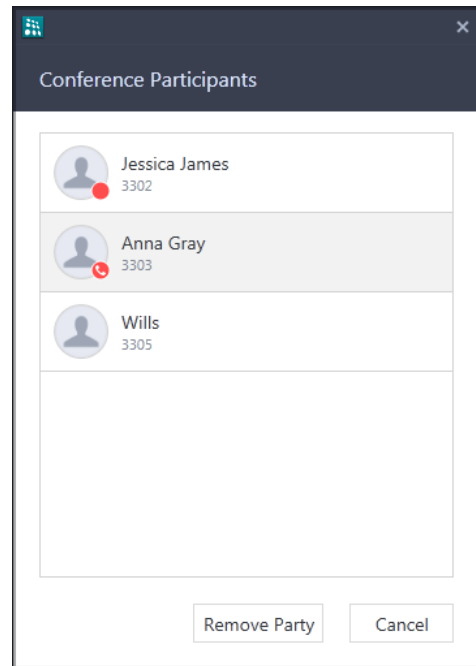 Conference Participants
Jessica James
3302
Anna Gray
3303
Wills
3305
Remove Party
Cancel